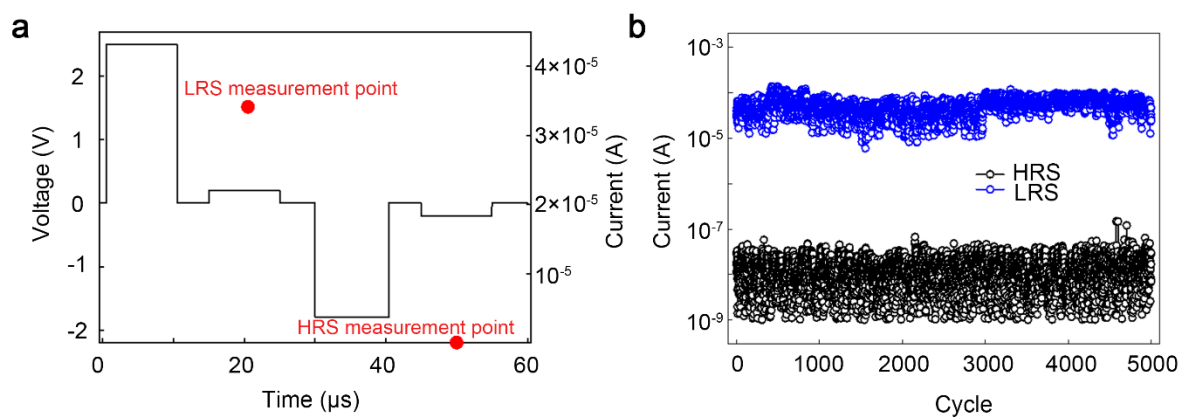 a
2
1
0
-1
-2
Voltage (V)
LRS measurement point
HRS measurement point
4×10⁻⁵
3×10⁻⁵
2×10⁻⁵
10⁻⁵
Current (A)
0 20 40 60
Time (µs)
b
10⁻³
10⁻⁵
10⁻⁷
10⁻⁹
Current (A)
HRS
LRS
0 1000 2000 3000 4000 5000
Cycle